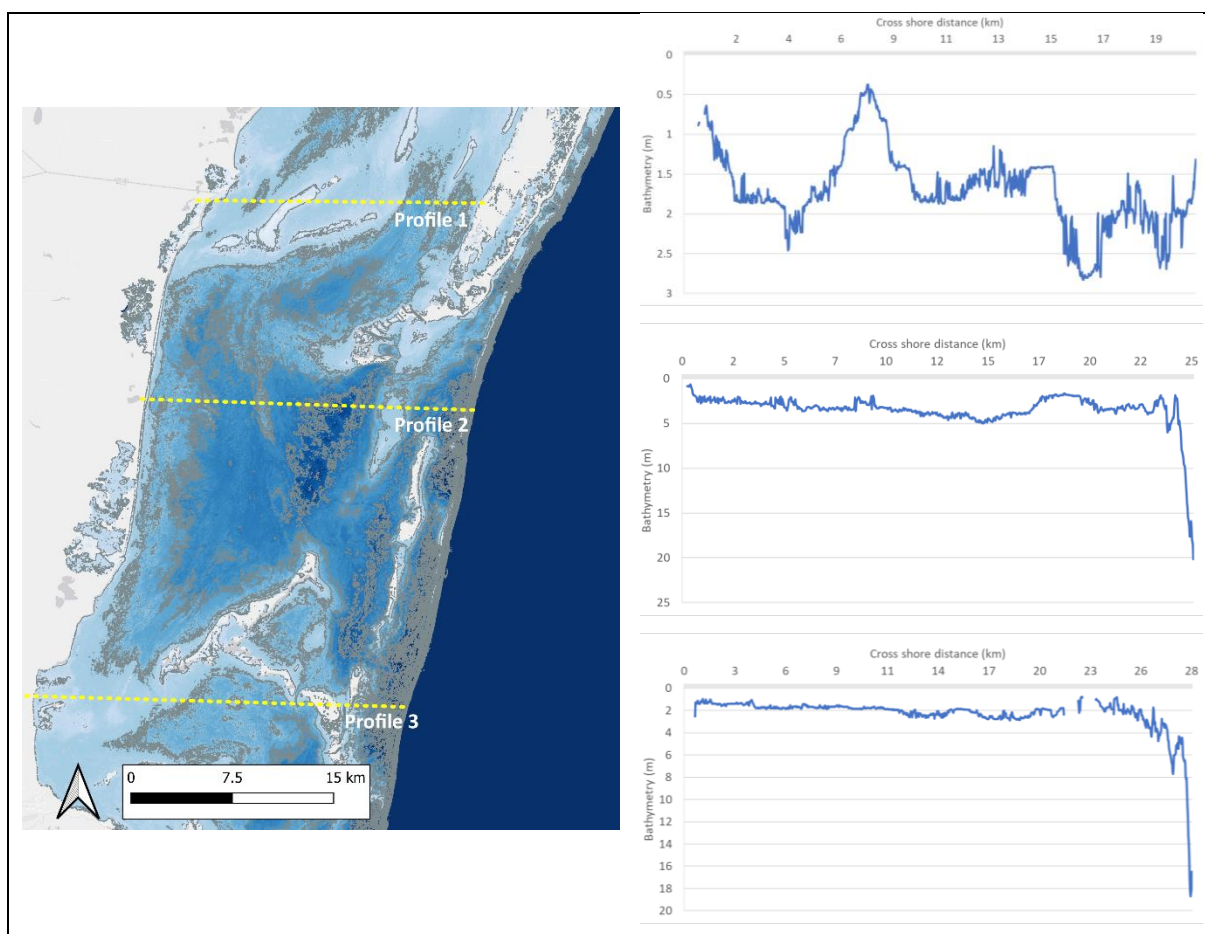 Profile 1
Profile 2
Profile 3
0 7.5 15 km
Cross shore distance (km)
2 4 6 9 11 13 15 17 19
0
0.5
1
1.5
2
2.5
3
Bathymetry (m)
Cross shore distance (km)
0 2 5 7 10 12 15 17 20 22 25
0
5
10
15
20
25
Bathymetry (m)
Cross shore distance (km)
0 3 6 9 11 14 17 20 23 25 28
0
2
4
6
8
10
12
14
16
18
20
Bathymetry (m)